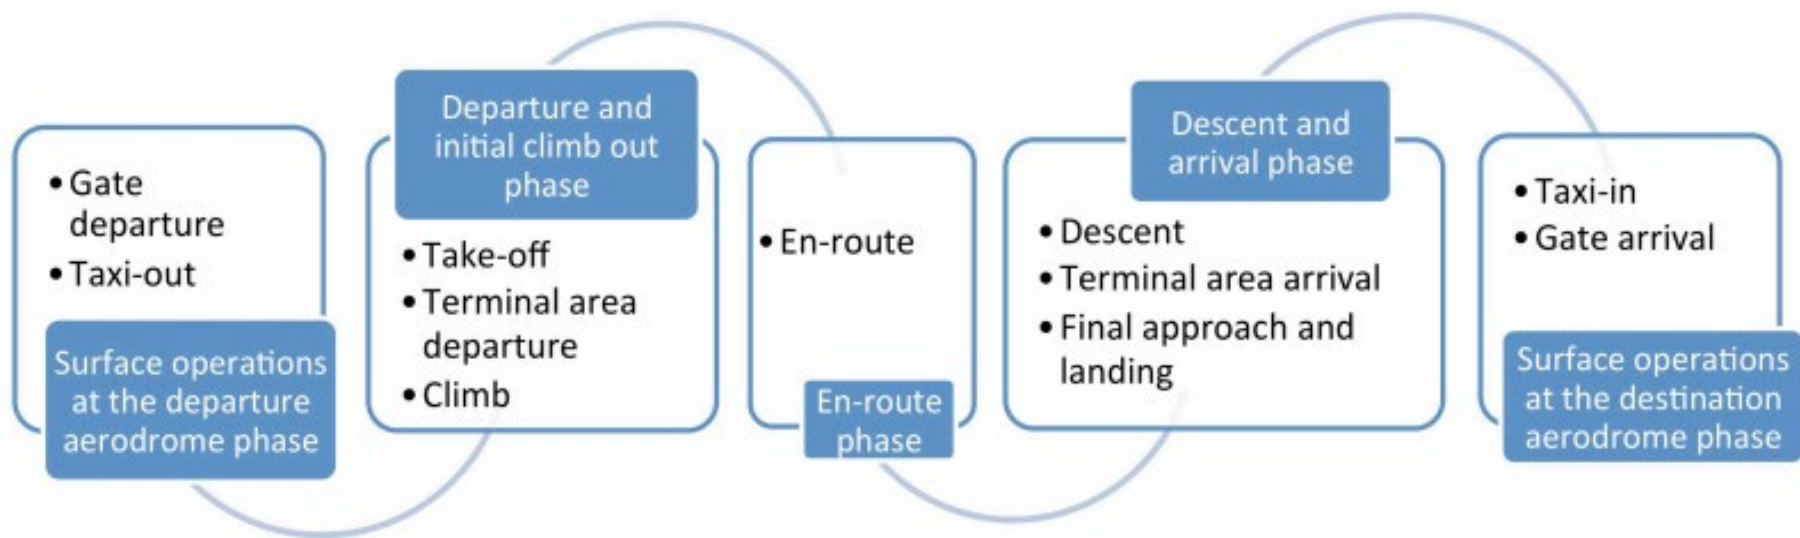 • Gate
departure
• Taxi-out
Surface operations
at the departure
aerodrome phase
Departure and
initial climb out
phase
• Take-off
• Terminal area
departure
• Climb
• En-route
En-route
phase
Descent and
arrival phase
• Descent
• Terminal area arrival
• Final approach and
landing
• Taxi-in
• Gate arrival
Surface operations
at the destination
aerodrome phase